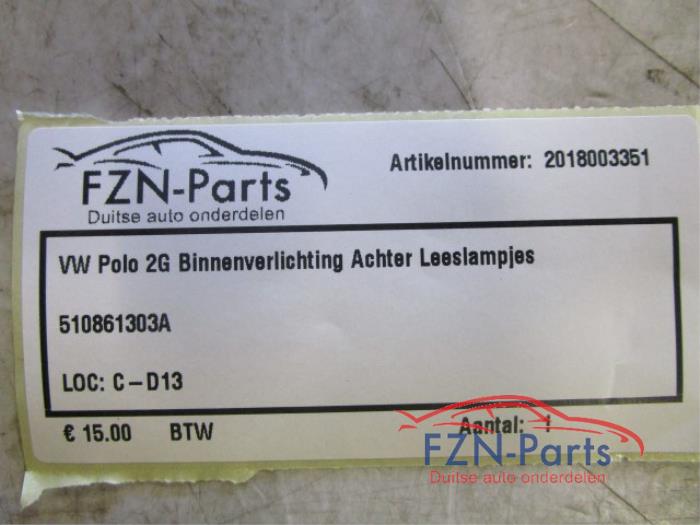 FZN-Parts
Duitse auto onderdelen
Artikelnummer: 2018003351
VW Polo 2G Binnenverlichting Achter Leeslampjes
510861303A
LOC: C-D13
€ 15.00 BTW Aantal: 1
FZN-Parts
Duitse auto onderdelen